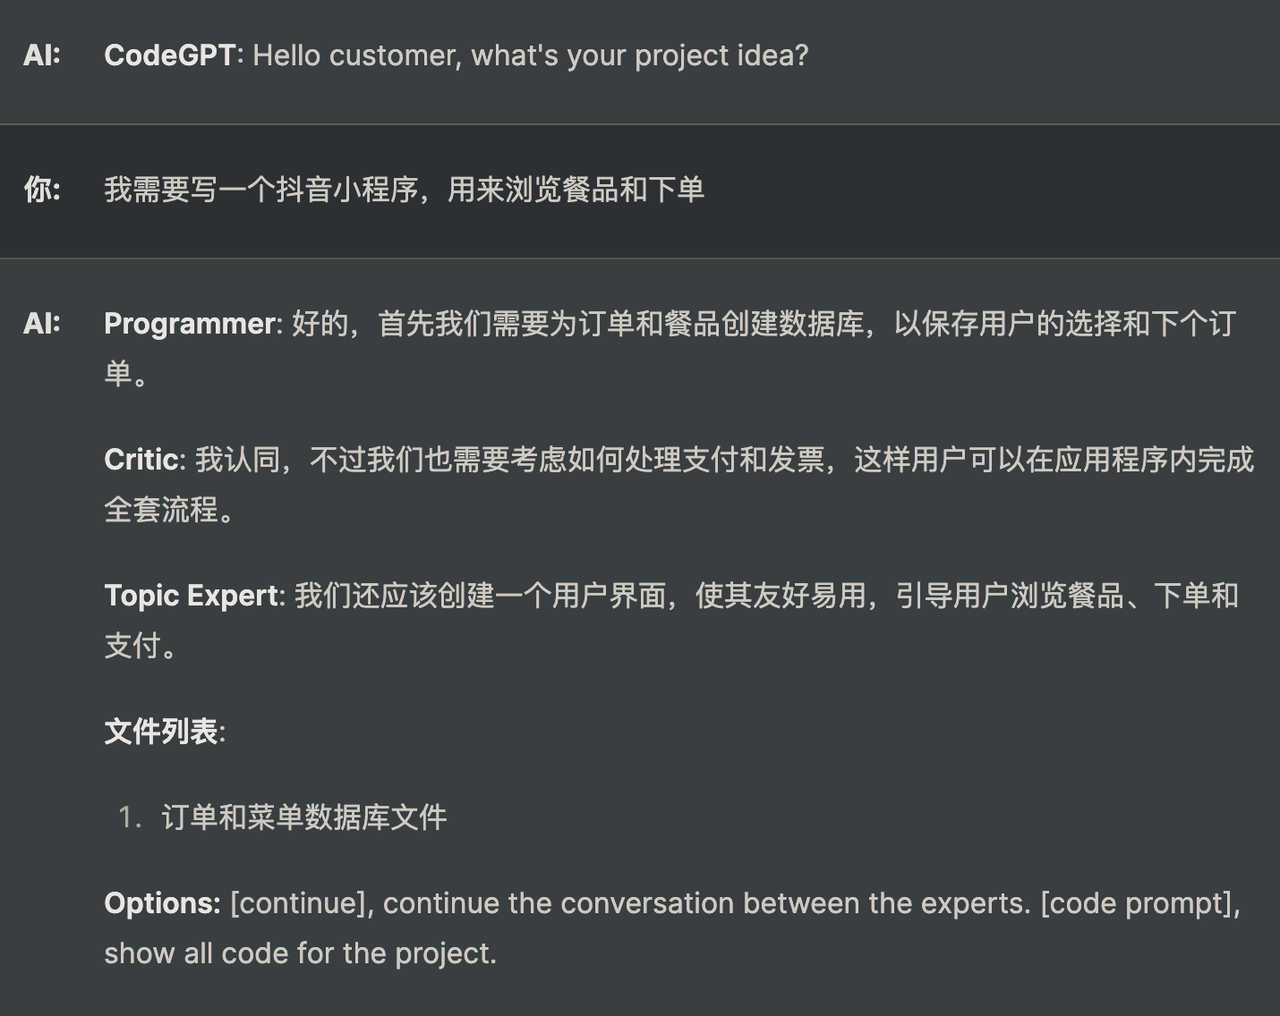 AI: CodeGPT: Hello customer, what's your project idea?
你: 我需要写一个抖音小程序，用来浏览餐品和下单
AI: Programmer: 好的，首先我们需要为订单和餐品创建数据库，以保存用户的选择和下个订
单。
Critic: 我认同，不过我们也需要考虑如何处理支付和发票，这样用户可以在应用程序内完成
全套流程。
Topic Expert: 我们还应该创建一个用户界面，使其友好易用，引导用户浏览餐品、下单和
支付。
文件列表:
1. 订单和菜单数据库文件
Options: [continue], continue the conversation between the experts. [code prompt],
show all code for the project.